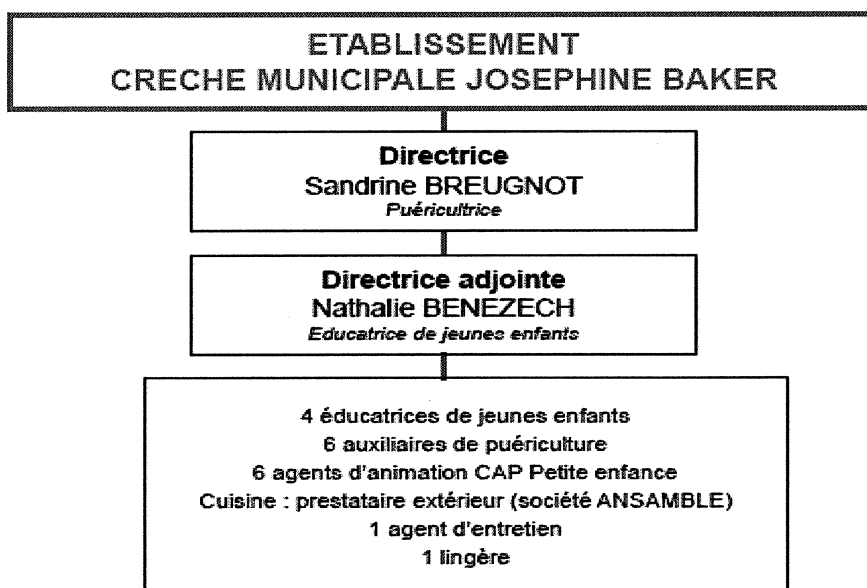 ETABLISSEMENT
CRECHE MUNICIPALE JOSEPHINE BAKER
Directrice
Sandrine BREUGNOT
Puéricultrice
Directrice adjointe
Nathalie BENEZECH
Educatrice de jeunes enfants
4 éducatrices de jeunes enfants
6 auxiliaires de puériculture
6 agents d'animation CAP Petite enfance
Cuisine : prestataire extérieur (société ANSAMBLE)
1 agent d'entretien
1 lingère